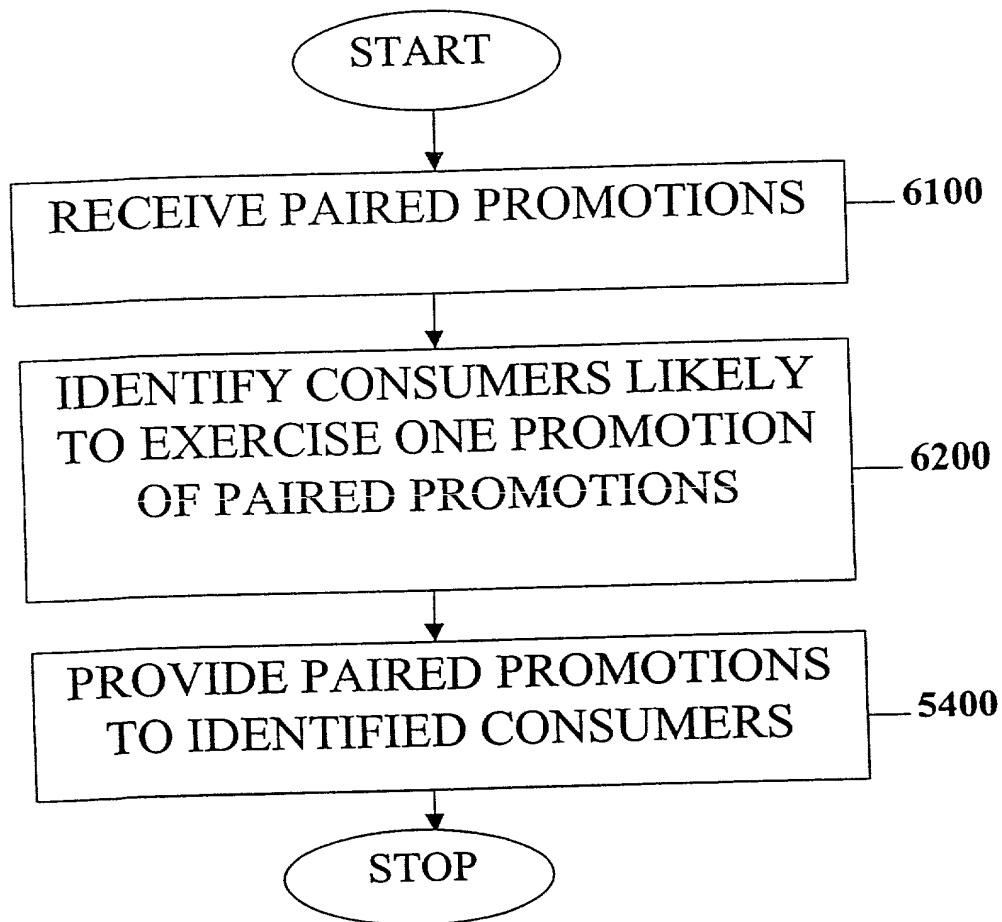 START
RECEIVE PAIRED PROMOTIONS
6100
IDENTIFY CONSUMERS LIKELY
TO EXERCISE ONE PROMOTION
OF PAIRED PROMOTIONS
6200
PROVIDE PAIRED PROMOTIONS
TO IDENTIFIED CONSUMERS
5400
STOP